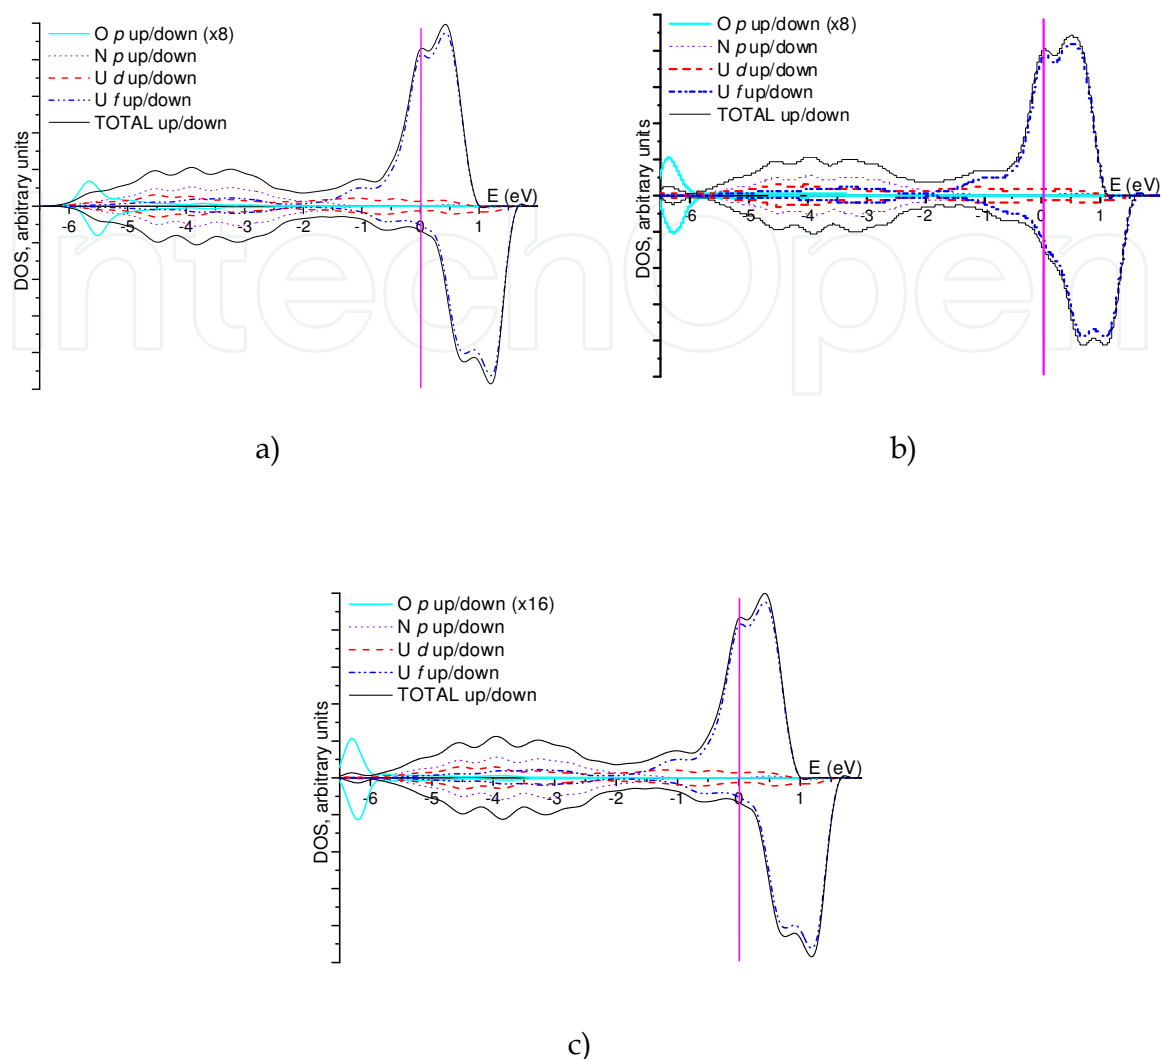 O p up/down (x8)
N p up/down
U d up/down
U f up/down
TOTAL up/down
DOS, arbitrary units
E (eV)
-6 -5 -4 -3 -2 -1 0 1
a)
O p up/down (x8)
N p up/down
U d up/down
U f up/down
TOTAL up/down
DOS, arbitrary units
E (eV)
-6 -5 -4 -3 -2 -1 0 1
b)
IntechOpen
O p up/down (x16)
N p up/down
U d up/down
U f up/down
TOTAL up/down
DOS, arbitrary units
E (eV)
-6 -5 -4 -3 -2 -1 0 1
c)